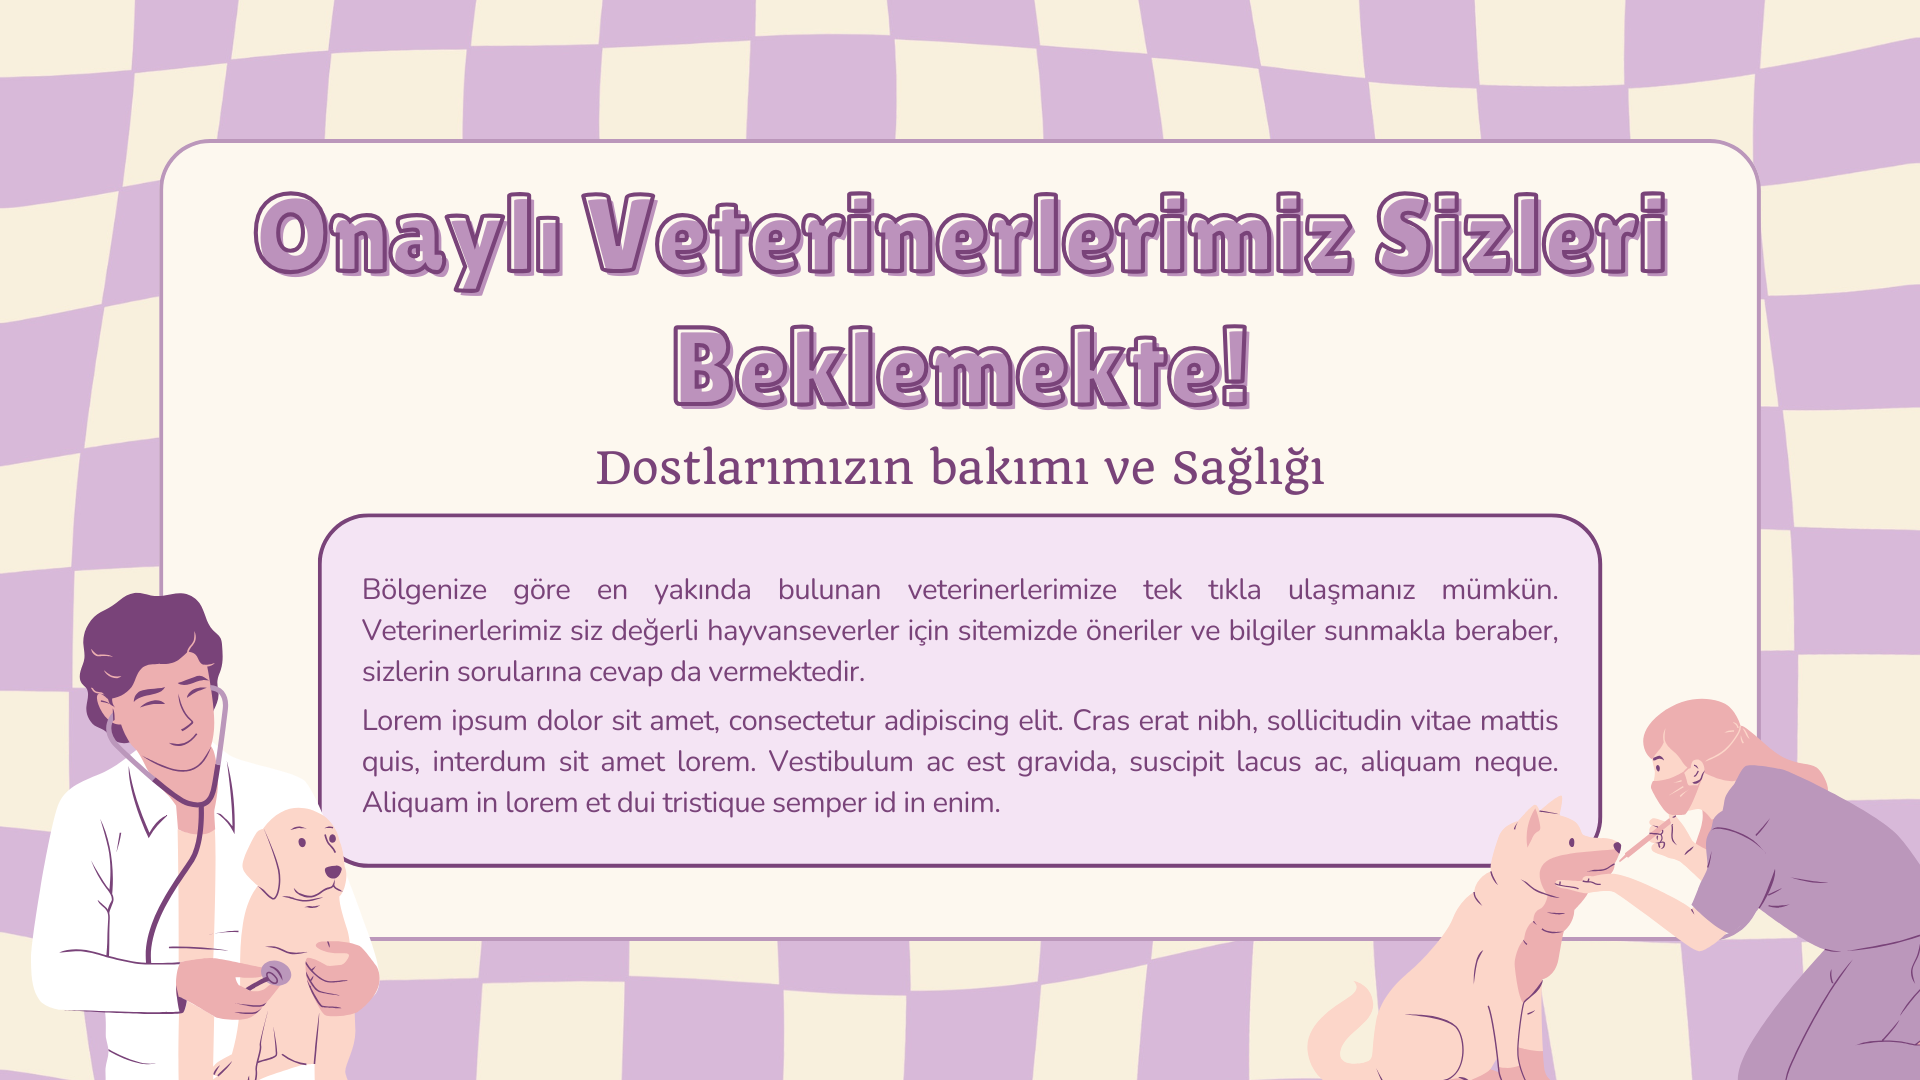 Onaylı Veterinerlerimiz Sizleri
Beklemekte!
Dostlarımızın bakımı ve Sağlığı
Bölgenize göre en yakında bulunan veterinerlerimize tek tıkla ulaşmanız mümkün.
Veterinerlerimiz siz değerli hayvanseverler için sitemizde öneriler ve bilgiler sunmakla beraber,
sizlerin sorularına cevap da vermektedir.
Lorem ipsum dolor sit amet, consectetur adipiscing elit. Cras erat nibh, sollicitudin vitae mattis
quis, interdum sit amet lorem. Vestibulum ac est gravida, suscipit lacus ac, aliquam neque.
Aliquam in lorem et dui tristique semper id in enim.